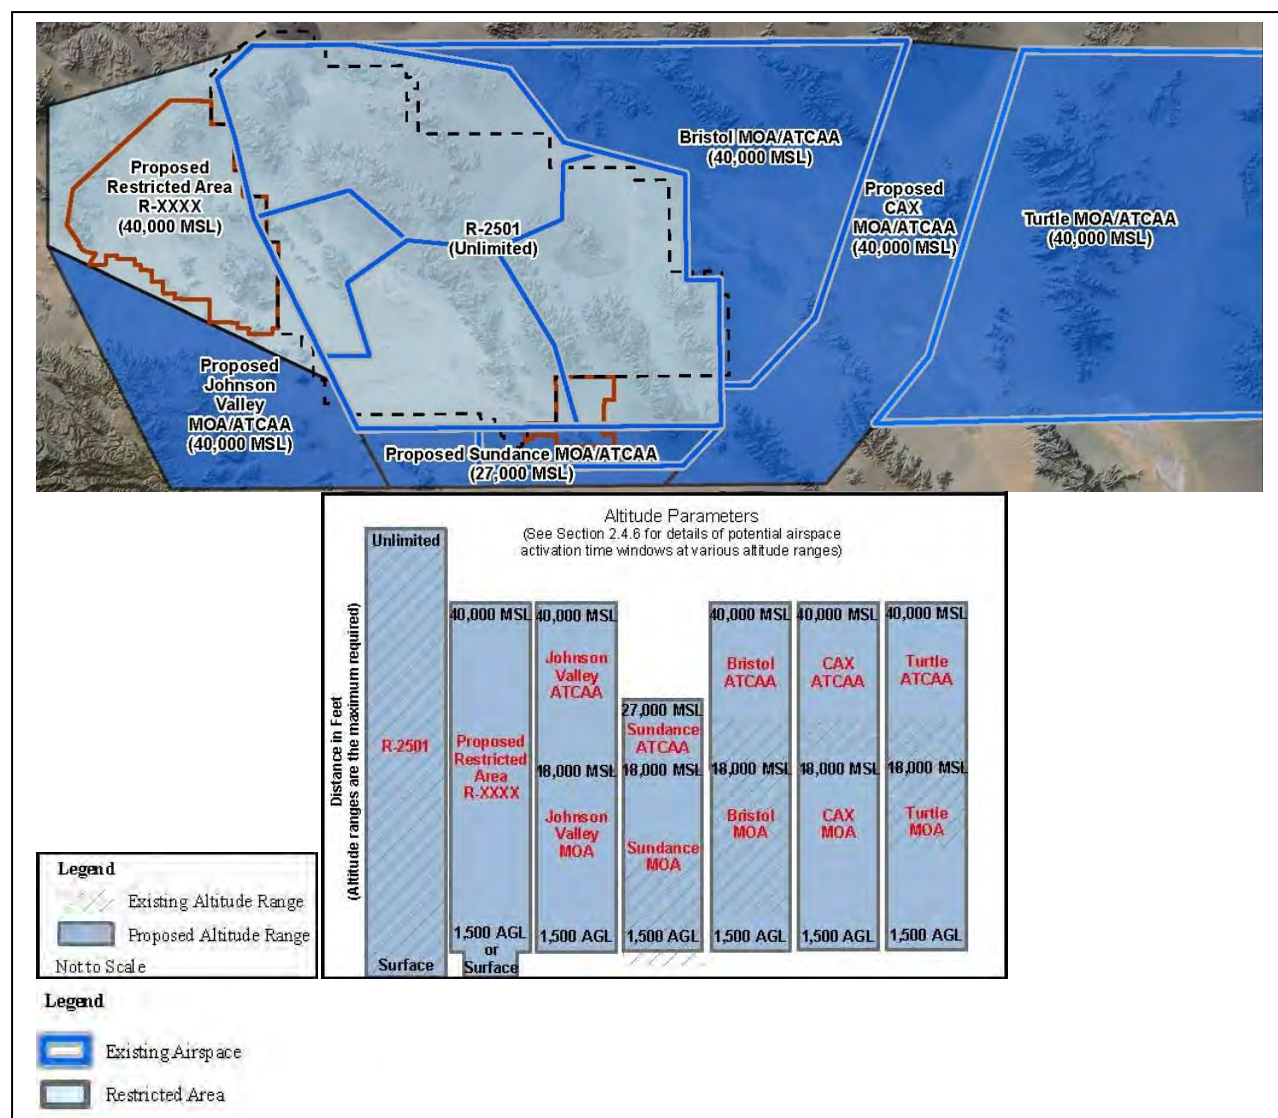 Proposed
Restricted Area
R-XXXX
(40,000 MSL)
R-2501
(Unlimited)
Bristol MOA/ATCAA
(40,000 MSL)
Proposed
CAX
MOA/ATCAA
(40,000 MSL)
Turtle MOA/ATCAA
(40,000 MSL)
Proposed
Johnson
Valley
MOA/ATCAA
(40,000 MSL)
Proposed Sundance MOA/ATCAA
(27,000 MSL)
Altitude Parameters
(See Section 2.4.6 for details of potential airspace
activation time windows at various altitude ranges)
Distance in Feet
(Altitude ranges are the maximum required)
Unlimited
R-2501
Surface
40,000 MSL
Proposed
Restricted
Area
R-XXXX
1,500 AGL
or
Surface
40,000 MSL
Johnson
Valley
ATCAA
18,000 MSL
Johnson
Valley
MOA
1,500 AGL
27,000 MSL
Sundance
ATCAA
18,000 MSL
Sundance
MOA
1,500 AGL
40,000 MSL
Bristol
ATCAA
18,000 MSL
Bristol
MOA
1,500 AGL
40,000 MSL
CAX
ATCAA
18,000 MSL
CAX
MOA
1,500 AGL
40,000 MSL
Turtle
ATCAA
18,000 MSL
Turtle
MOA
1,500 AGL
Legend
Existing Altitude Range
Proposed Altitude Range
Not to Scale
Legend
Existing Airspace
Restricted Area